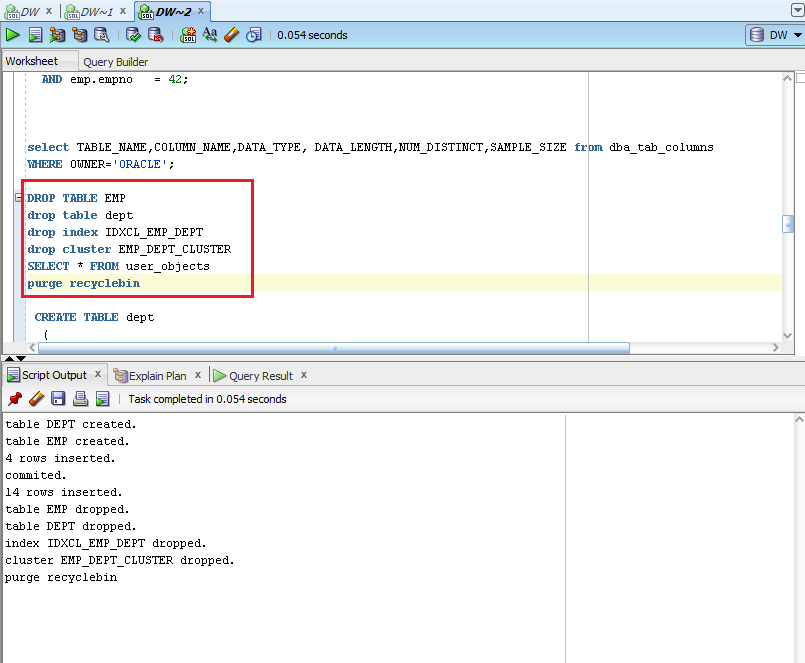 DW
DW~1
DW~2
0.054 seconds
DW
Worksheet
Query Builder
AND emp.empno = 42;
select TABLE_NAME,COLUMN_NAME,DATA_TYPE, DATA_LENGTH,NUM_DISTINCT,SAMPLE_SIZE from dba_tab_columns
WHERE OWNER='ORACLE';
DROP TABLE EMP
drop table dept
drop index IDXCL_EMP_DEPT
drop cluster EMP_DEPT_CLUSTER
SELECT * FROM user_objects
purge recyclebin
CREATE TABLE dept
(
Script Output
Explain Plan
Query Result
Task completed in 0.054 seconds
table DEPT created.
table EMP created.
4 rows inserted.
commited.
14 rows inserted.
table EMP dropped.
table DEPT dropped.
index IDXCL_EMP_DEPT dropped.
cluster EMP_DEPT_CLUSTER dropped.
purge recyclebin